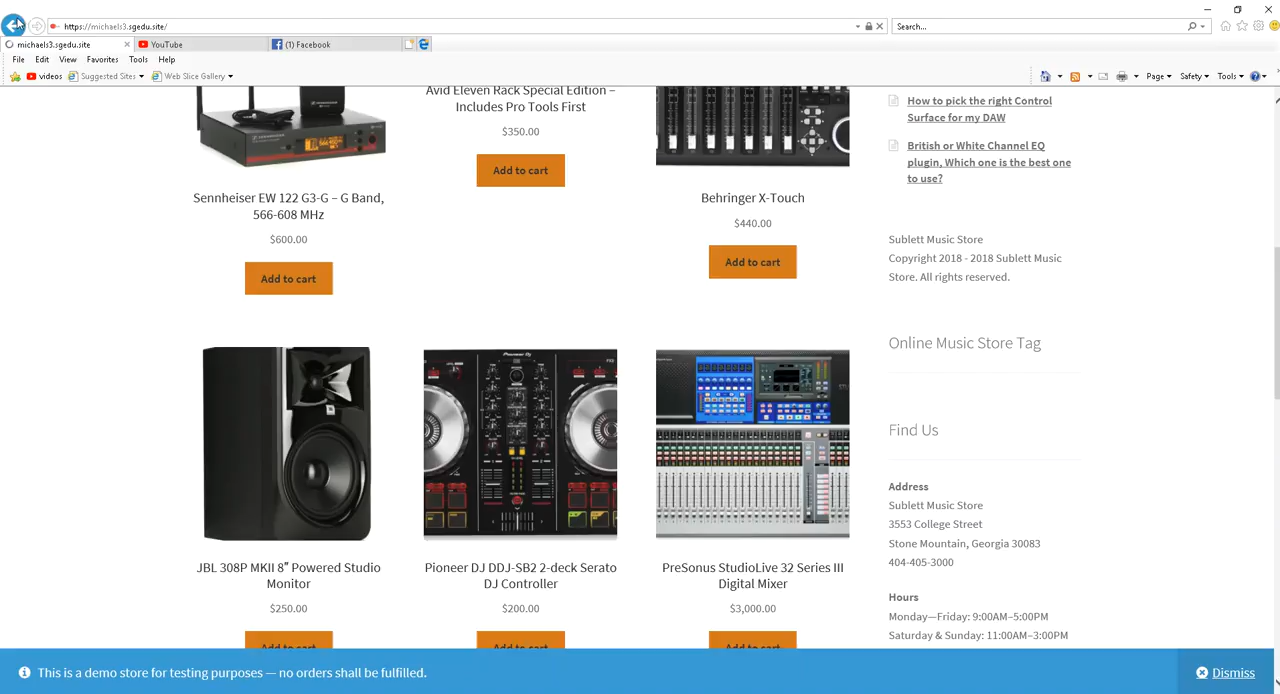 https://michaels3.sgedu.site/
Search...
michaels3.sgedu.site
YouTube
(1) Facebook
File Edit View Favorites Tools Help
videos Suggested Sites Web Slice Gallery
Page Safety Tools
Avid Eleven Rack Special Edition –
Includes Pro Tools First
$350.00
Add to cart
Sennheiser EW 122 G3-G – G Band,
566-608 MHz
$600.00
Add to cart
Behringer X-Touch
$440.00
Add to cart
JBL 308P MKII 8″ Powered Studio
Monitor
$250.00
Add to cart
Pioneer DJ DDJ-SB2 2-deck Serato
DJ Controller
$200.00
Add to cart
PreSonus StudioLive 32 Series III
Digital Mixer
$3,000.00
Add to cart
How to pick the right Control
Surface for my DAW
British or White Channel EQ
plugin, Which one is the best one
to use?
Sublett Music Store
Copyright 2018 - 2018 Sublett Music
Store. All rights reserved.
Online Music Store Tag
Find Us
Address
Sublett Music Store
3553 College Street
Stone Mountain, Georgia 30083
404-405-3000
Hours
Monday—Friday: 9:00AM–5:00PM
Saturday & Sunday: 11:00AM–3:00PM
This is a demo store for testing purposes — no orders shall be fulfilled.
Dismiss